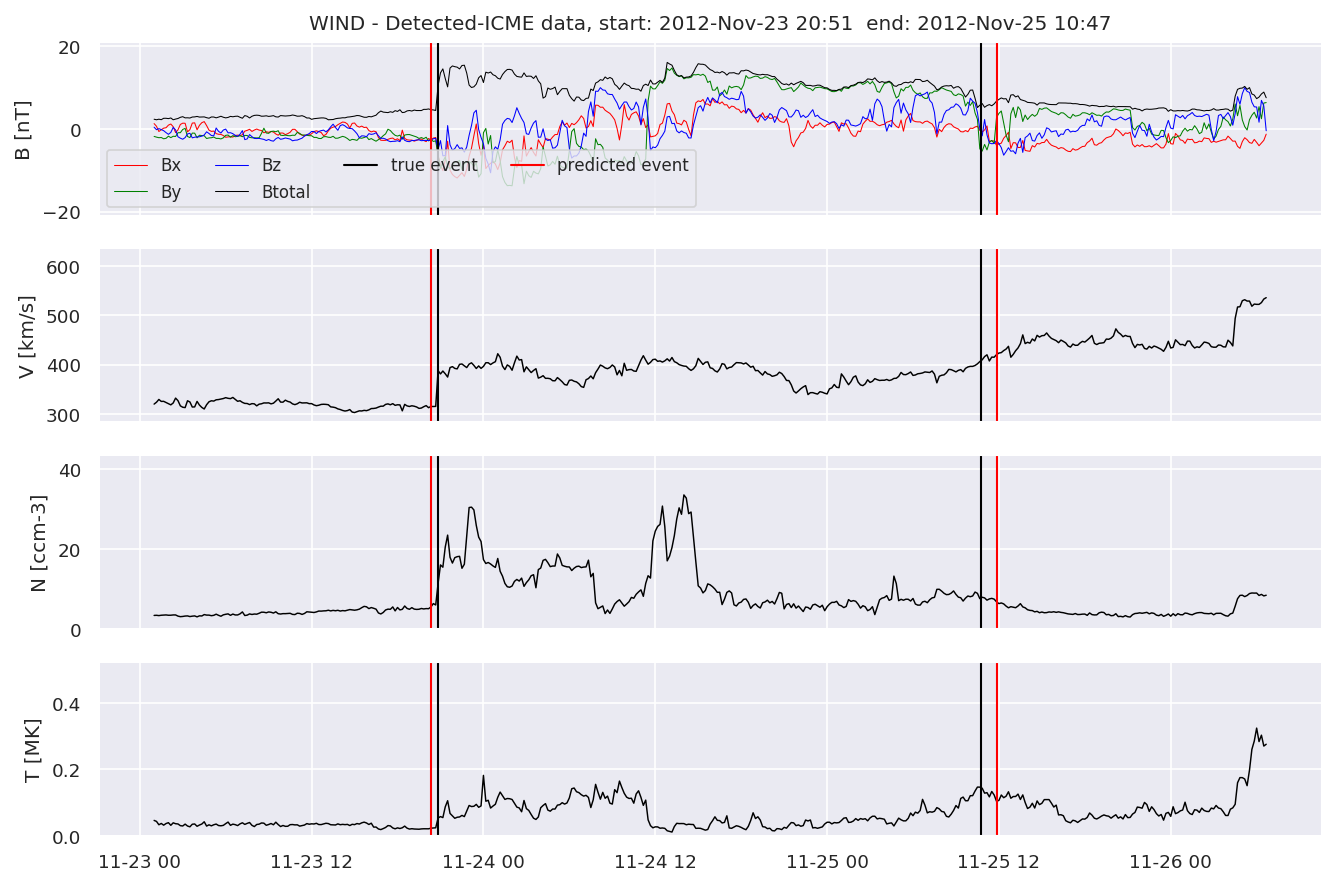 WIND - Detected-ICME data, start: 2012-Nov-23 20:51  end: 2012-Nov-25 10:47
B [nT]
20
0
−20
Bx Bz true event predicted event
By Btotal
V [km/s]
600
500
400
300
N [ccm-3]
40
20
0
T [MK]
0.4
0.2
0.0
11-23 00 11-23 12 11-24 00 11-24 12 11-25 00 11-25 12 11-26 00